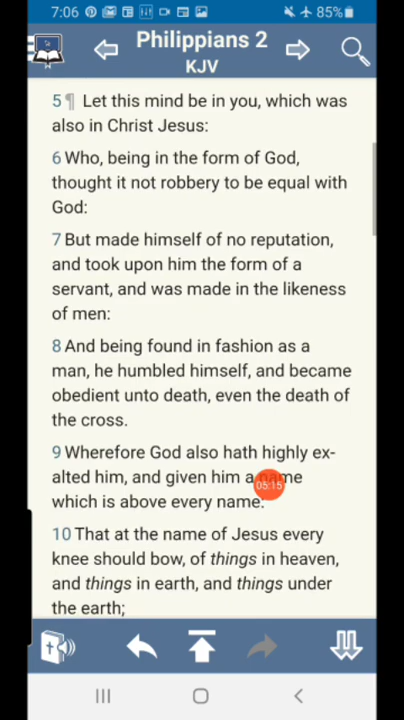 7:06 85%
Philippians 2
KJV
5¶ Let this mind be in you, which was
also in Christ Jesus:
6 Who, being in the form of God,
thought it not robbery to be equal with
God:
7 But made himself of no reputation,
and took upon him the form of a
servant, and was made in the likeness
of men:
8 And being found in fashion as a
man, he humbled himself, and became
obedient unto death, even the death of
the cross.
9 Wherefore God also hath highly ex-
alted him, and given him a name
05:15
which is above every name:
10 That at the name of Jesus every
knee should bow, of things in heaven,
and things in earth, and things under
the earth;